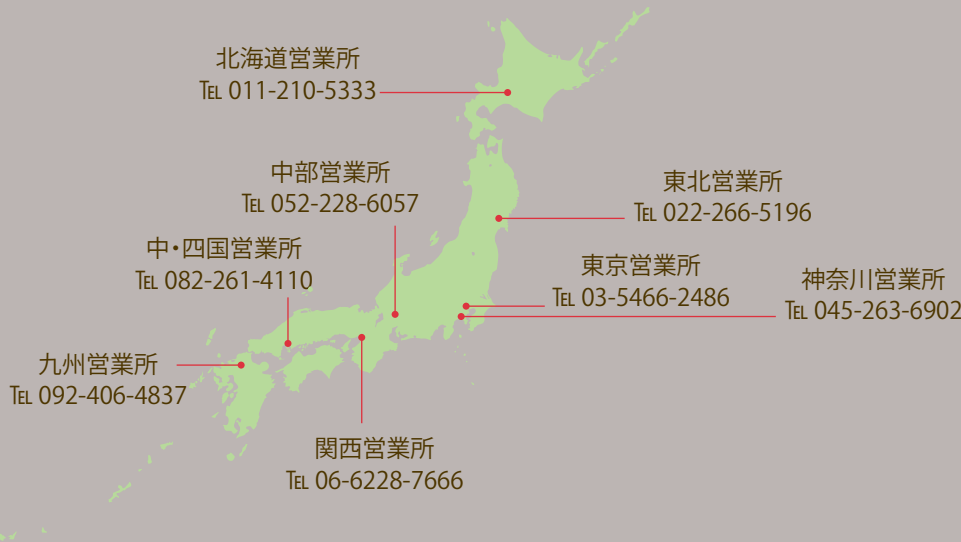 北海道営業所
TEL 011-210-5333
中部営業所
TEL 052-228-6057
東北営業所
TEL 022-266-5196
中・四国営業所
TEL 082-261-4110
東京営業所
TEL 03-5466-2486
神奈川営業所
TEL 045-263-6902
九州営業所
TEL 092-406-4837
関西営業所
TEL 06-6228-7666